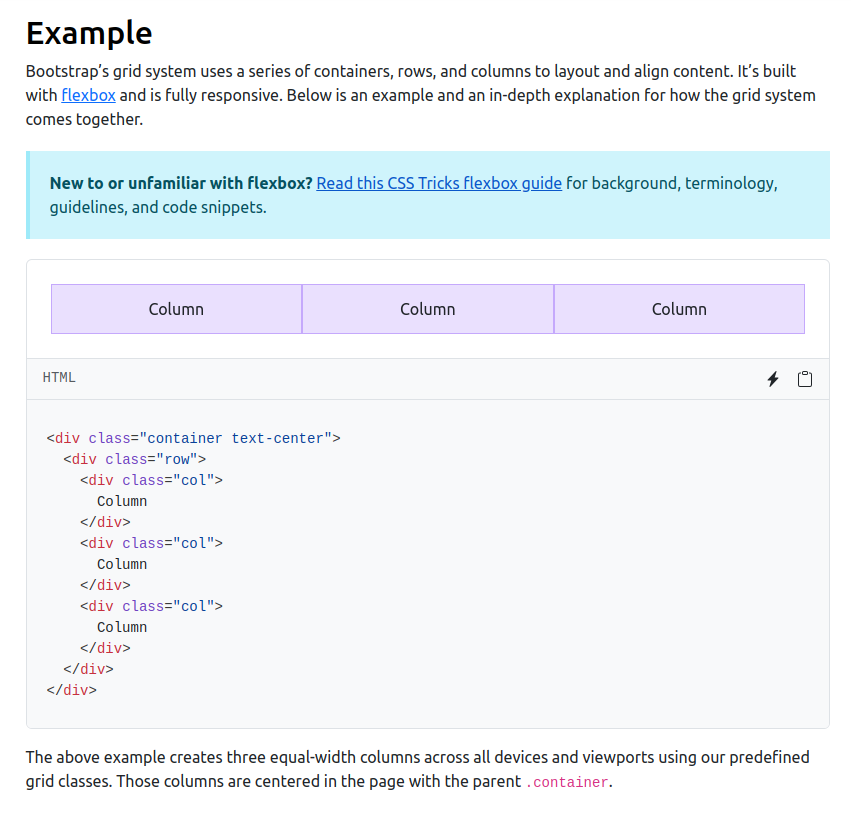 Example
Bootstrap’s grid system uses a series of containers, rows, and columns to layout and align content. It’s built
with flexbox and is fully responsive. Below is an example and an in-depth explanation for how the grid system
comes together.
New to or unfamiliar with flexbox? Read this CSS Tricks flexbox guide for background, terminology,
guidelines, and code snippets.
Column Column Column
HTML
<div class="container text-center">
  <div class="row">
    <div class="col">
      Column
    </div>
    <div class="col">
      Column
    </div>
    <div class="col">
      Column
    </div>
  </div>
</div>
The above example creates three equal-width columns across all devices and viewports using our predefined
grid classes. Those columns are centered in the page with the parent .container.